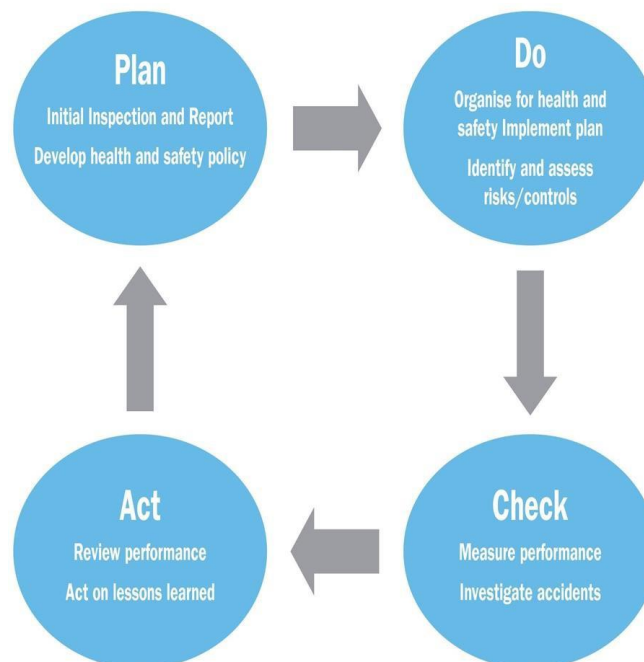 Plan
Initial Inspection and Report
Develop health and safety policy
Do
Organise for health and
safety Implement plan
Identify and assess
risks/controls
Act
Review performance
Act on lessons learned
Check
Measure performance
Investigate accidents